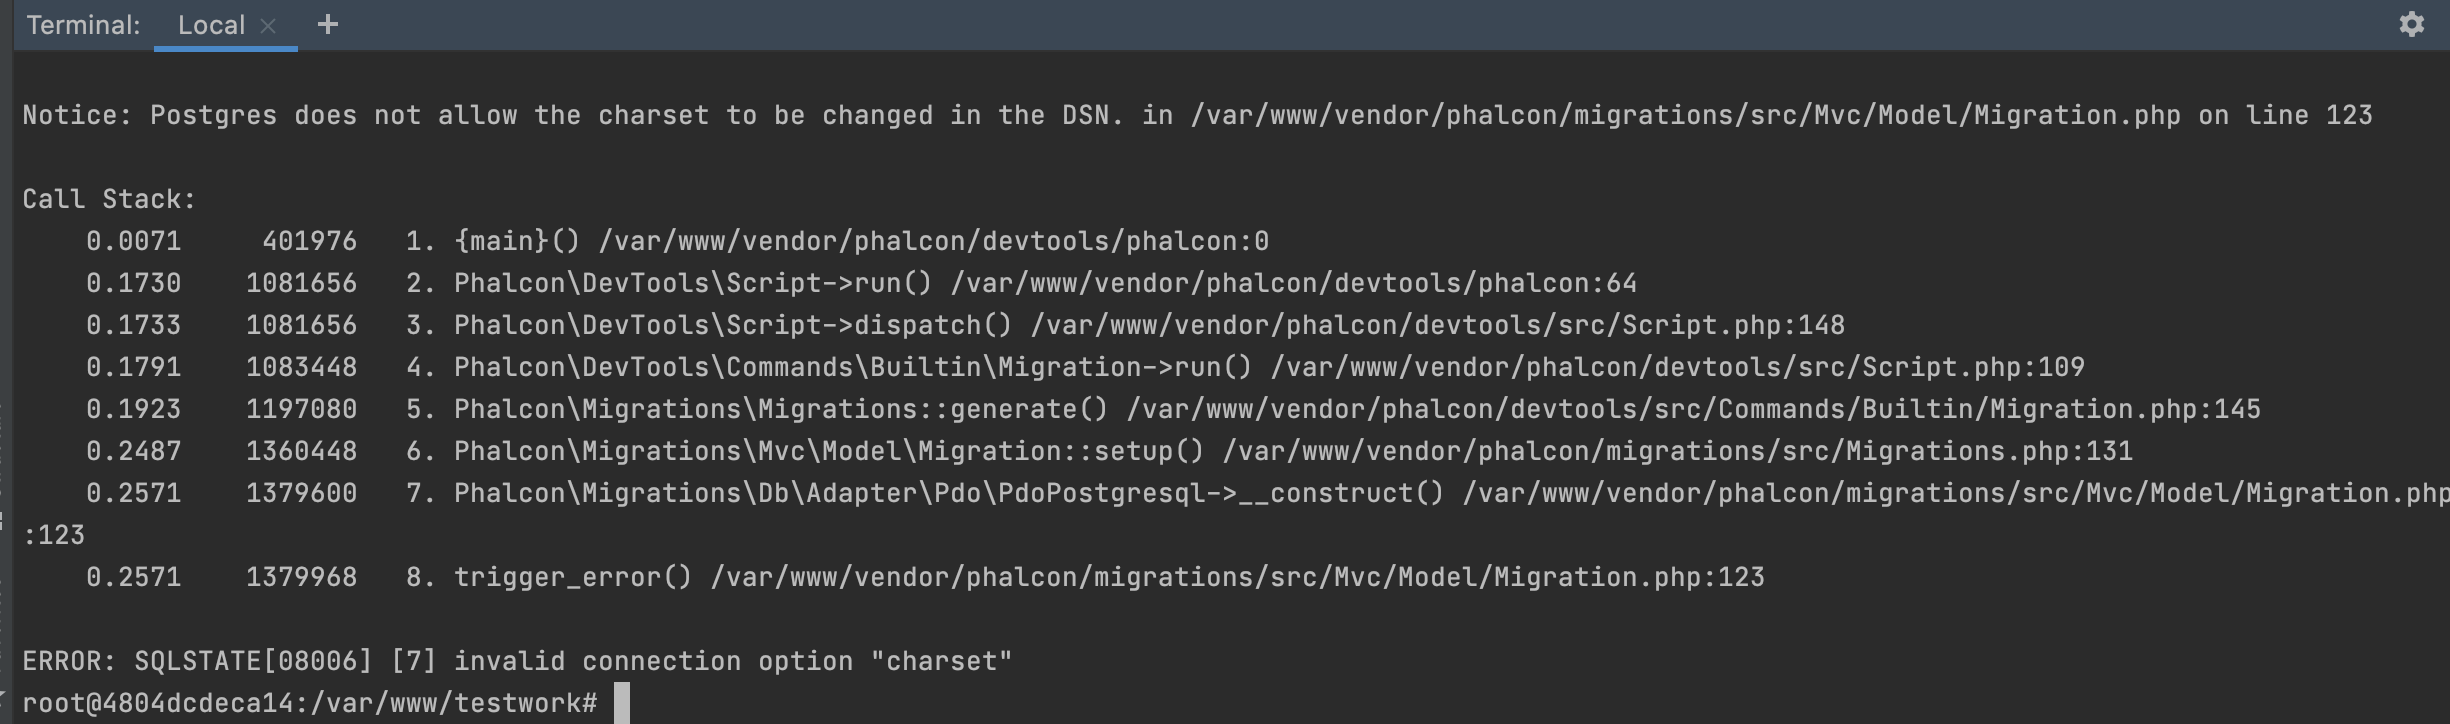 Terminal: Local × +
Notice: Postgres does not allow the charset to be changed in the DSN. in /var/www/vendor/phalcon/migrations/src/Mvc/Model/Migration.php on line 123
Call Stack:
0.0071 401976 1. {main}() /var/www/vendor/phalcon/devtools/phalcon:0
0.1730 1081656 2. Phalcon\DevTools\Script->run() /var/www/vendor/phalcon/devtools/phalcon:64
0.1733 1081656 3. Phalcon\DevTools\Script->dispatch() /var/www/vendor/phalcon/devtools/src/Script.php:148
0.1791 1083448 4. Phalcon\DevTools\Commands\Builtin\Migration->run() /var/www/vendor/phalcon/devtools/src/Script.php:109
0.1923 1197080 5. Phalcon\Migrations\Migrations::generate() /var/www/vendor/phalcon/devtools/src/Commands/Builtin/Migration.php:145
0.2487 1360448 6. Phalcon\Migrations\Mvc\Model\Migration::setup() /var/www/vendor/phalcon/migrations/src/Migrations.php:131
0.2571 1379600 7. Phalcon\Migrations\Db\Adapter\Pdo\PdoPostgresql->__construct() /var/www/vendor/phalcon/migrations/src/Mvc/Model/Migration.php
:123
0.2571 1379968 8. trigger_error() /var/www/vendor/phalcon/migrations/src/Mvc/Model/Migration.php:123
ERROR: SQLSTATE[08006] [7] invalid connection option "charset"
root@4804dcdeca14:/var/www/testwork#